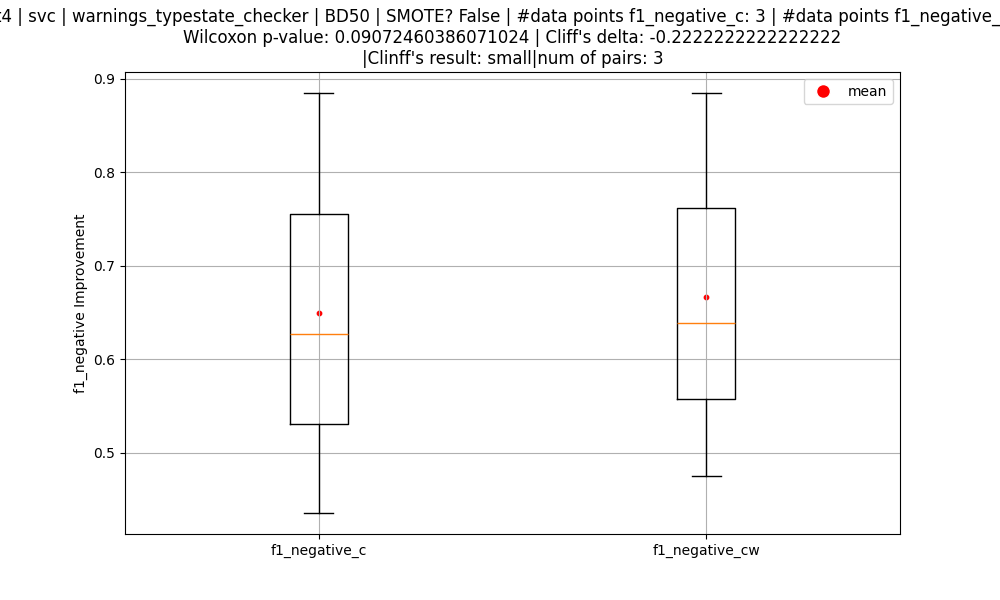 | svc | warnings_typestate_checker | BD50 | SMOTE? False | #data points f1_negative_c: 3 | #data points f1_negative_
Wilcoxon p-value: 0.09072460386071024 | Cliff's delta: -0.2222222222222222
|Clinff's result: small|num of pairs: 3
mean
0.9
0.8
0.7
0.6
0.5
f1_negative Improvement
f1_negative_c
f1_negative_cw